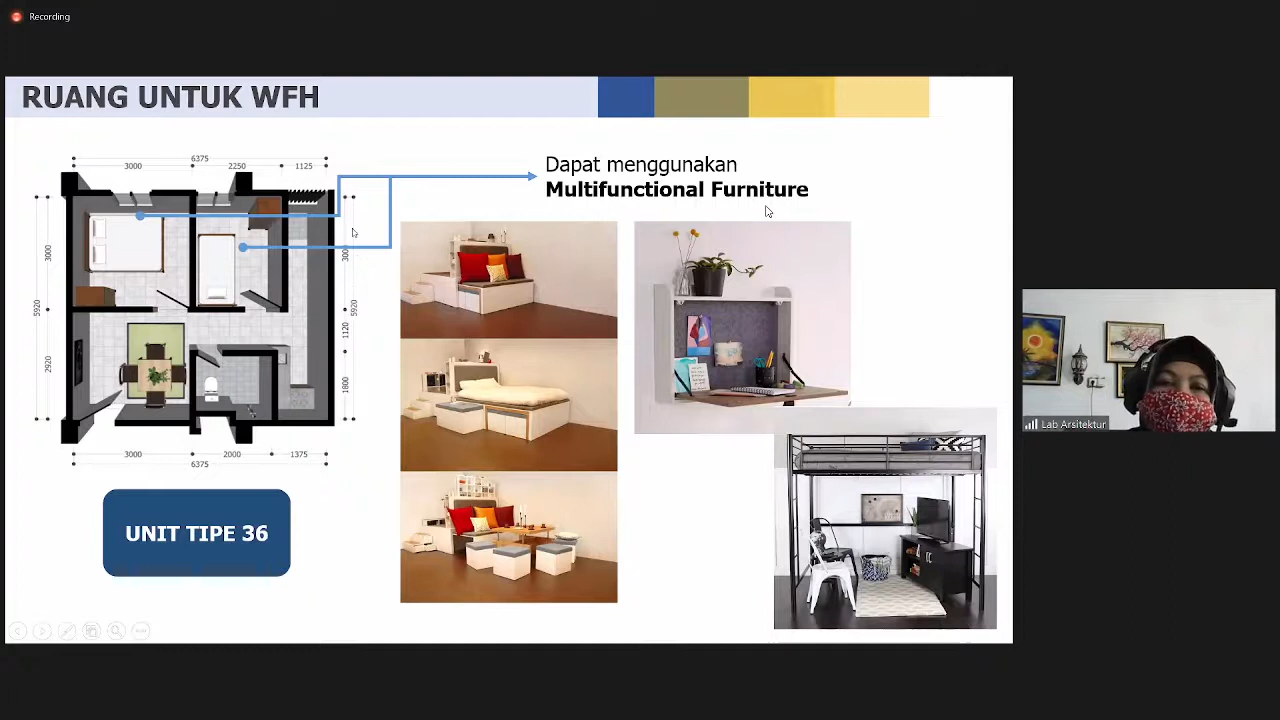 Recording
RUANG UNTUK WFH
6375
3000
2250
1125
Dapat menggunakan
Multifunctional Furniture
3000
3000
5920
5920
1120
2920
1800
3000
2000
1375
6375
UNIT TIPE 36
Lab Arsitektur